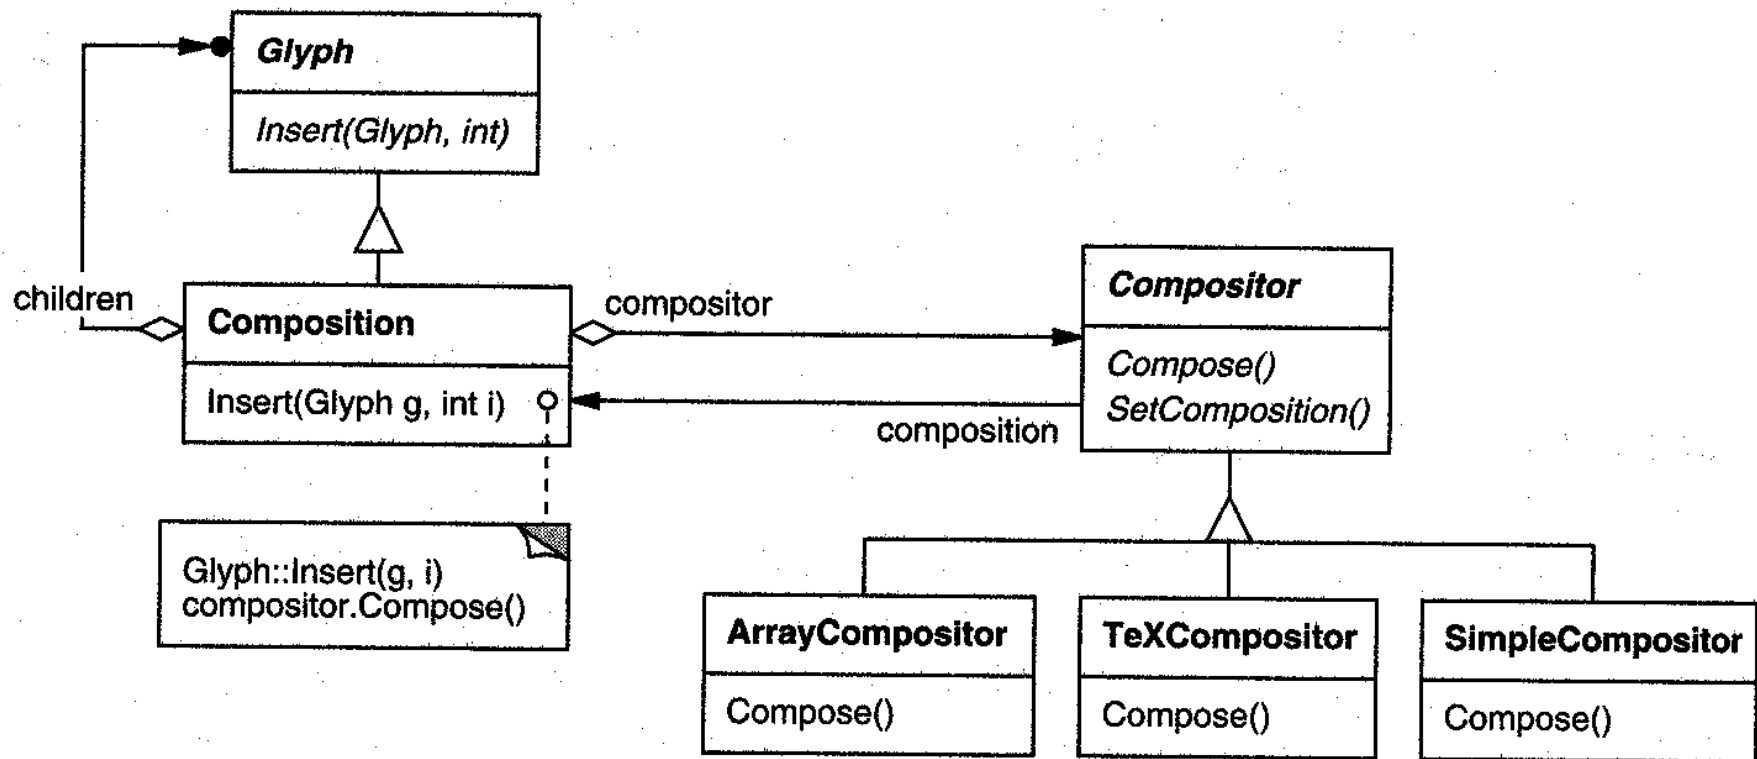 Glyph
Insert(Glyph, int)
children
Composition
Insert(Glyph g, int i)
compositor
composition
Compositor
Compose()
SetComposition()
Glyph::Insert(g, i)
compositor.Compose()
ArrayCompositor
Compose()
TeXCompositor
Compose()
SimpleCompositor
Compose()